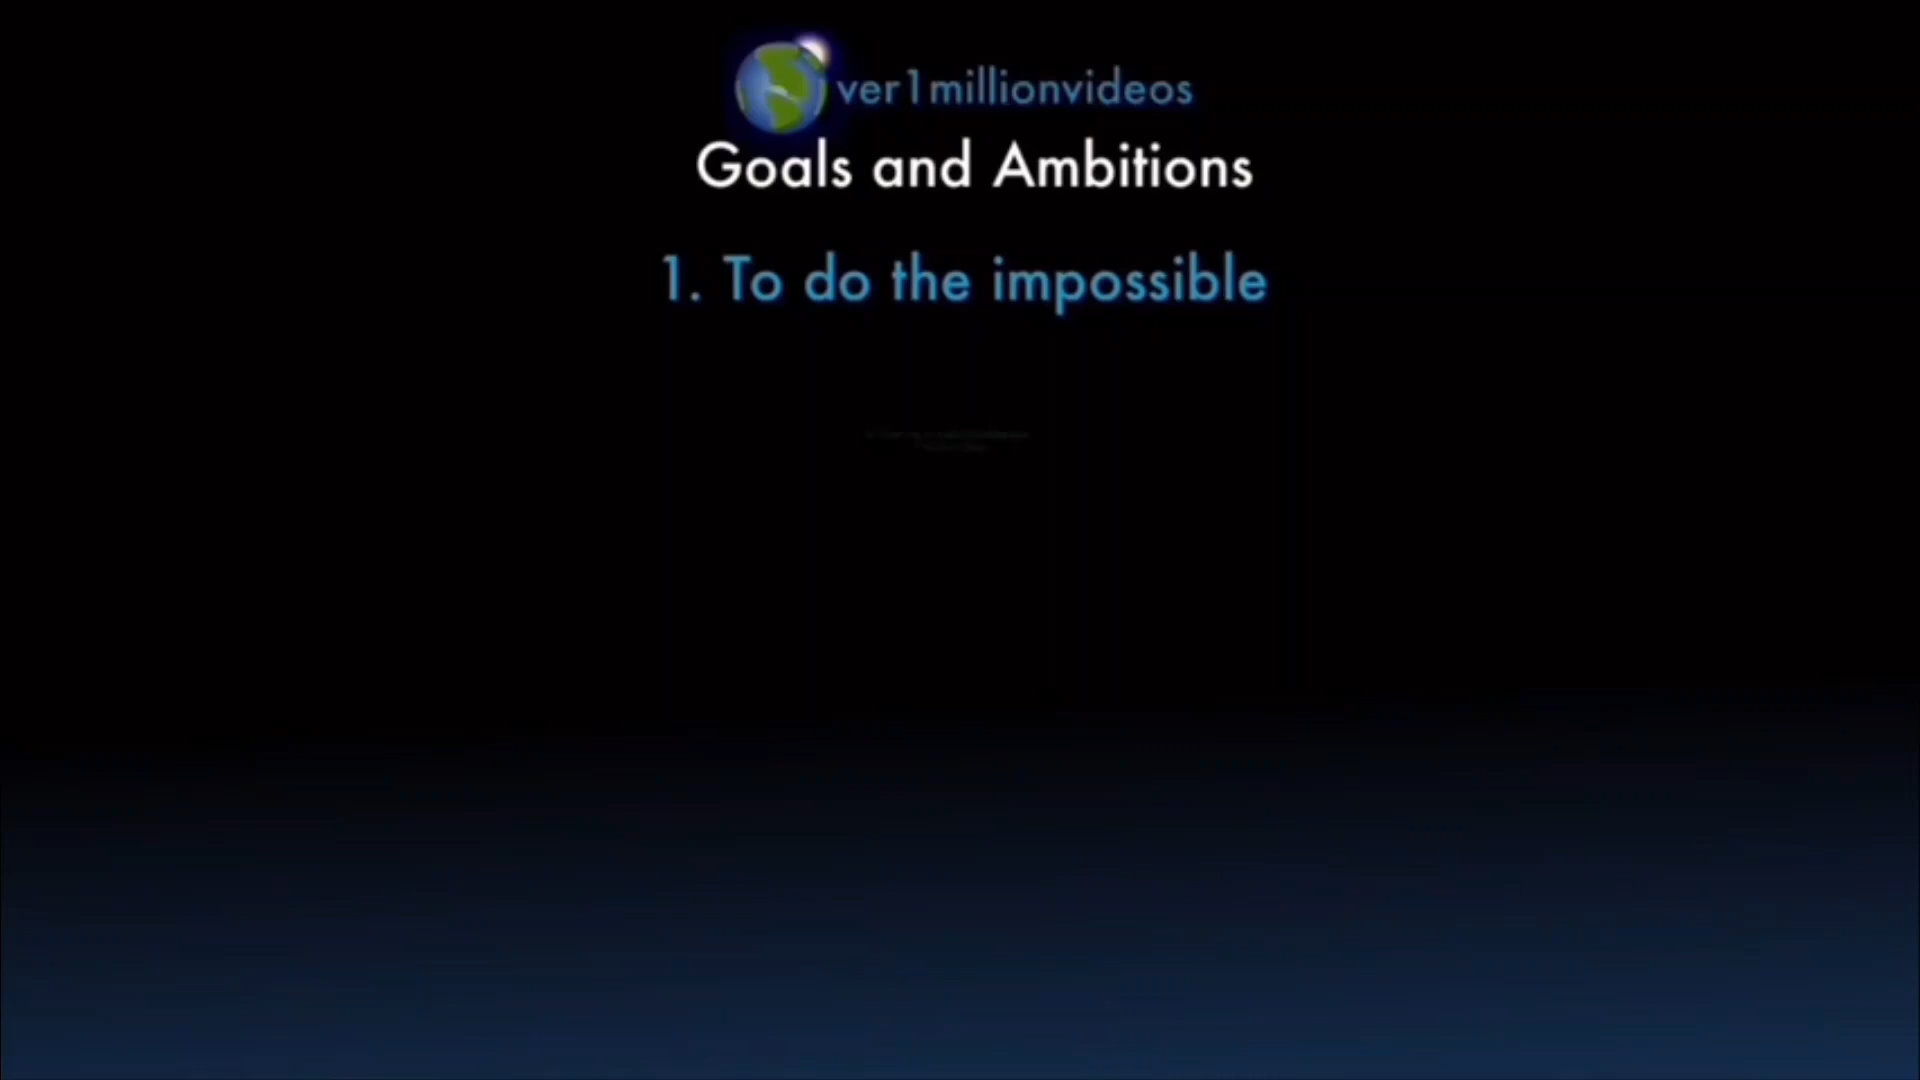 ver1millionvideos
Goals and Ambitions
1. To do the impossible